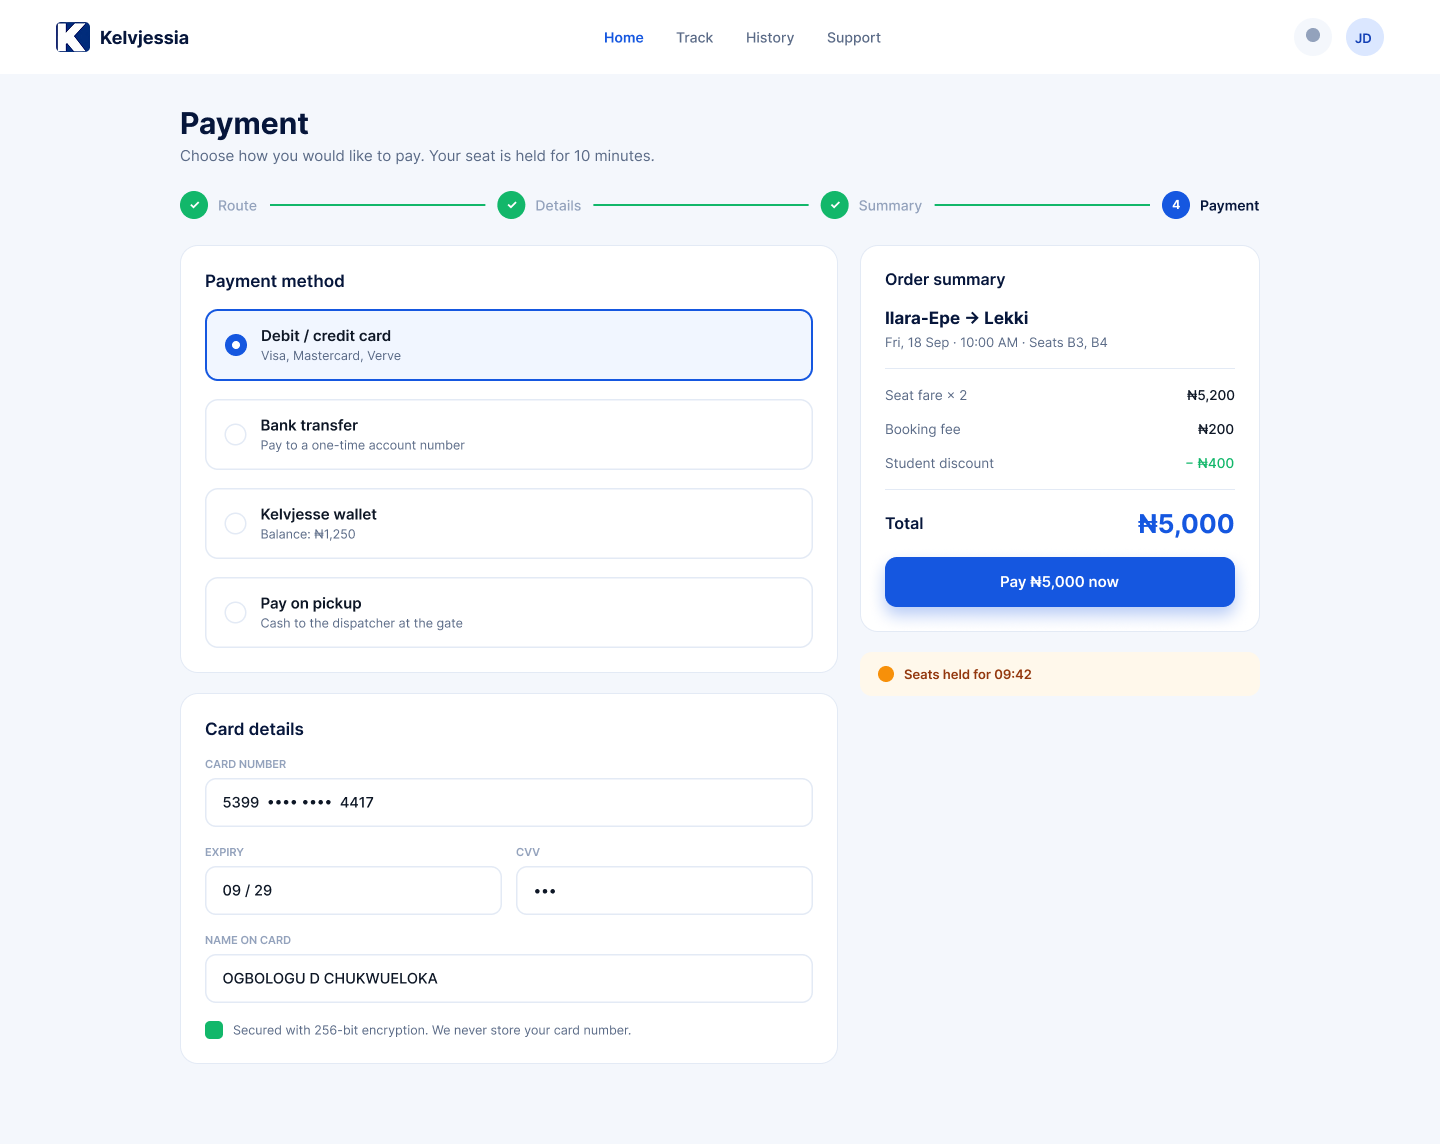 Kelvjessia
Home Track History Support
JD
Payment
Choose how you would like to pay. Your seat is held for 10 minutes.
Route Details Summary 4 Payment
Payment method
Debit / credit card
Visa, Mastercard, Verve
Bank transfer
Pay to a one-time account number
Kelvjesse wallet
Balance: ₦1,250
Pay on pickup
Cash to the dispatcher at the gate
Order summary
Ilara-Epe → Lekki
Fri, 18 Sep · 10:00 AM · Seats B3, B4
Seat fare × 2 ₦5,200
Booking fee ₦200
Student discount − ₦400
Total ₦5,000
Pay ₦5,000 now
Seats held for 09:42
Card details
CARD NUMBER
5399 •••• •••• 4417
EXPIRY CVV
09 / 29 •••
NAME ON CARD
OGBOLOGU D CHUKWUELOKA
Secured with 256-bit encryption. We never store your card number.